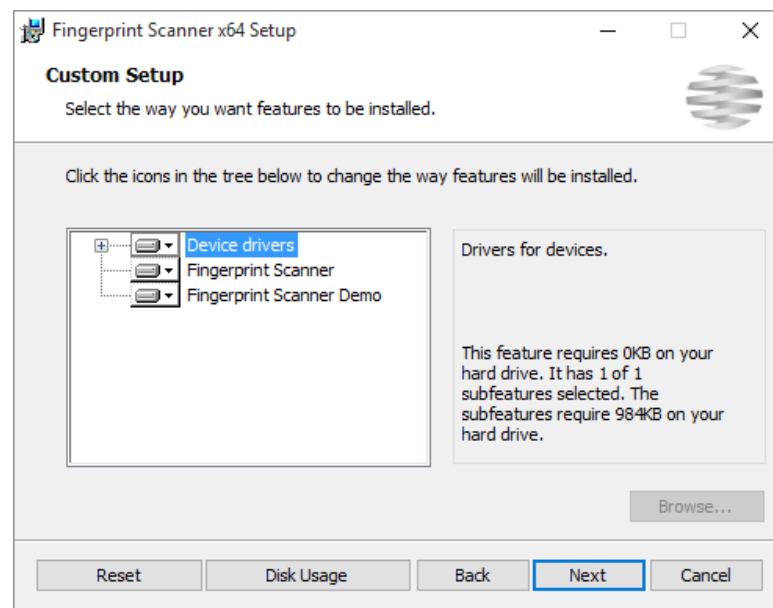 Fingerprint Scanner x64 Setup
Custom Setup
Select the way you want features to be installed.
Click the icons in the tree below to change the way features will be installed.
Device drivers
Fingerprint Scanner
Fingerprint Scanner Demo
Drivers for devices.
This feature requires 0KB on your
hard drive. It has 1 of 1
subfeatures selected. The
subfeatures require 984KB on your
hard drive.
Browse...
Reset
Disk Usage
Back
Next
Cancel